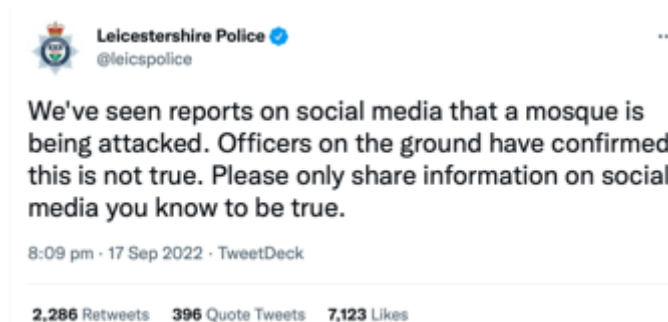 Leicestershire Police
@leicspolice
We've seen reports on social media that a mosque is
being attacked. Officers on the ground have confirmed
this is not true. Please only share information on social
media you know to be true.
8:09 pm · 17 Sep 2022 · TweetDeck
2,286 Retweets 396 Quote Tweets 7,123 Likes